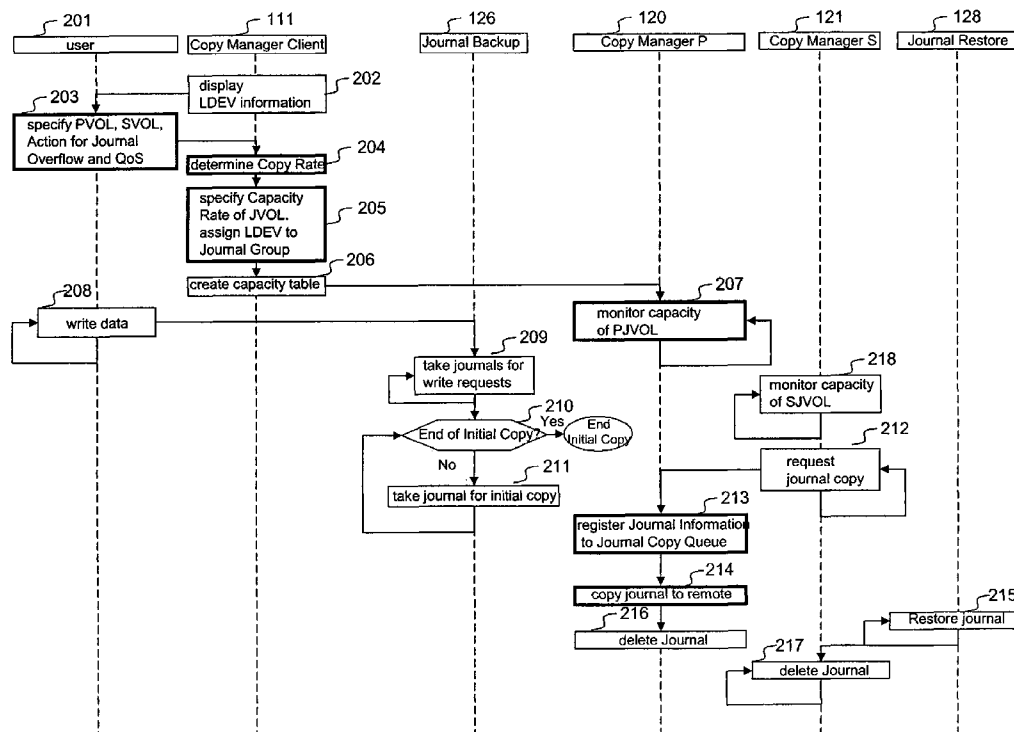 201
111
126
120
121
128
user
Copy Manager Client
Journal Backup
Copy Manager P
Copy Manager S
Journal Restore
202
display
LDEV information
203
specify PVOL, SVOL,
Action for Journal
Overflow and QoS
204
determine Copy Rate
205
specify Capacity
Rate of JVOL.
assign LDEV to
Journal Group
206
create capacity table
207
monitor capacity
of PJVOL
208
write data
209
take journals for
write requests
218
monitor capacity
of SJVOL
210
End of Initial Copy?
Yes
End
Initial Copy
No
212
request
journal copy
211
take journal for initial copy
213
register Journal Information
to Journal Copy Queue
214
copy journal to remote
215
Restore journal
216
delete Journal
217
delete Journal